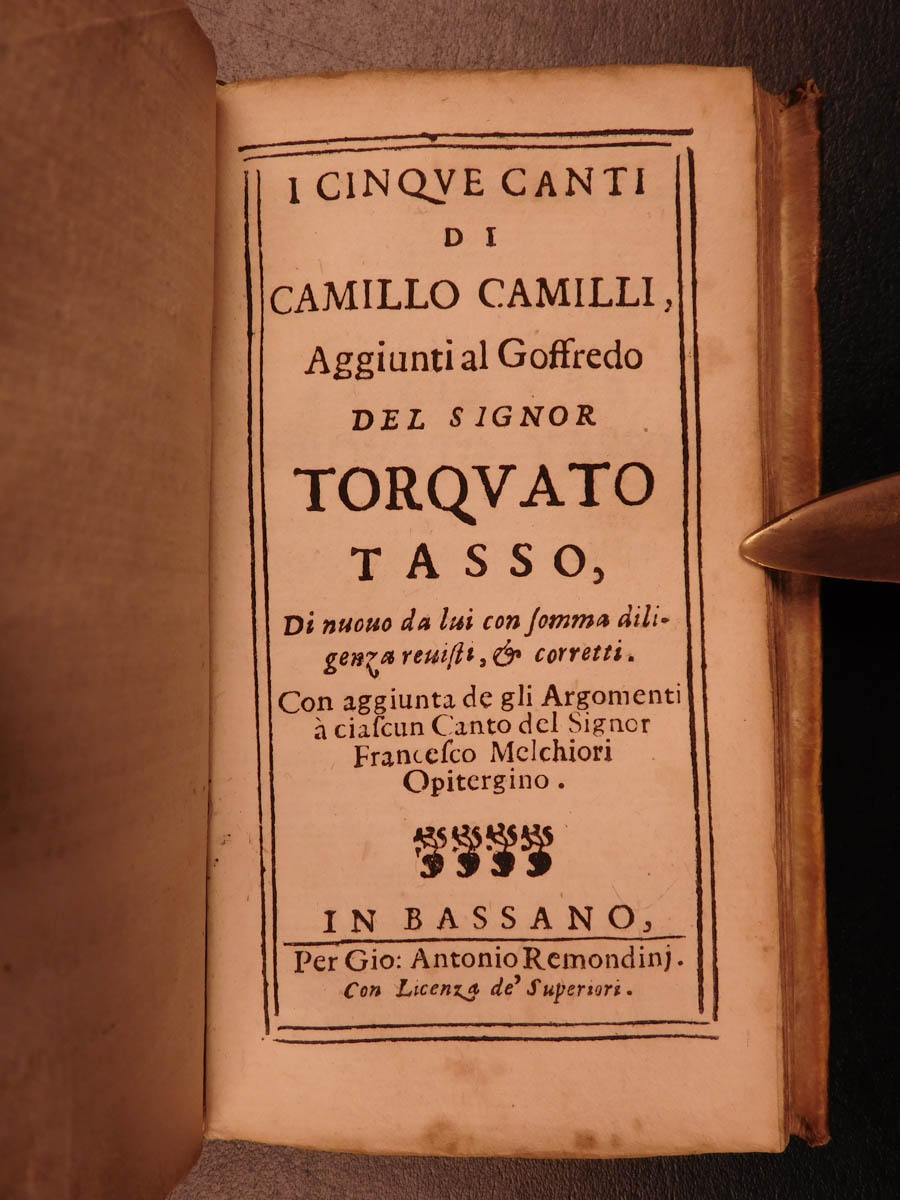 I CINQVE CANTI
DI
CAMILLO CAMILLI,
Aggiunti al Goffredo
DEL SIGNOR
TORQVATO
TASSO,
Di nuouo da lui con ſomma dili-
genza reuiſti, & corretti.
Con aggiunta de gli Argomenti
à ciaſcun Canto del Signor
Franceſco Melchiori
Opitergino.
IN BASSANO,
Per Gio: Antonio Remondinj.
Con Licenza de' Superiori.